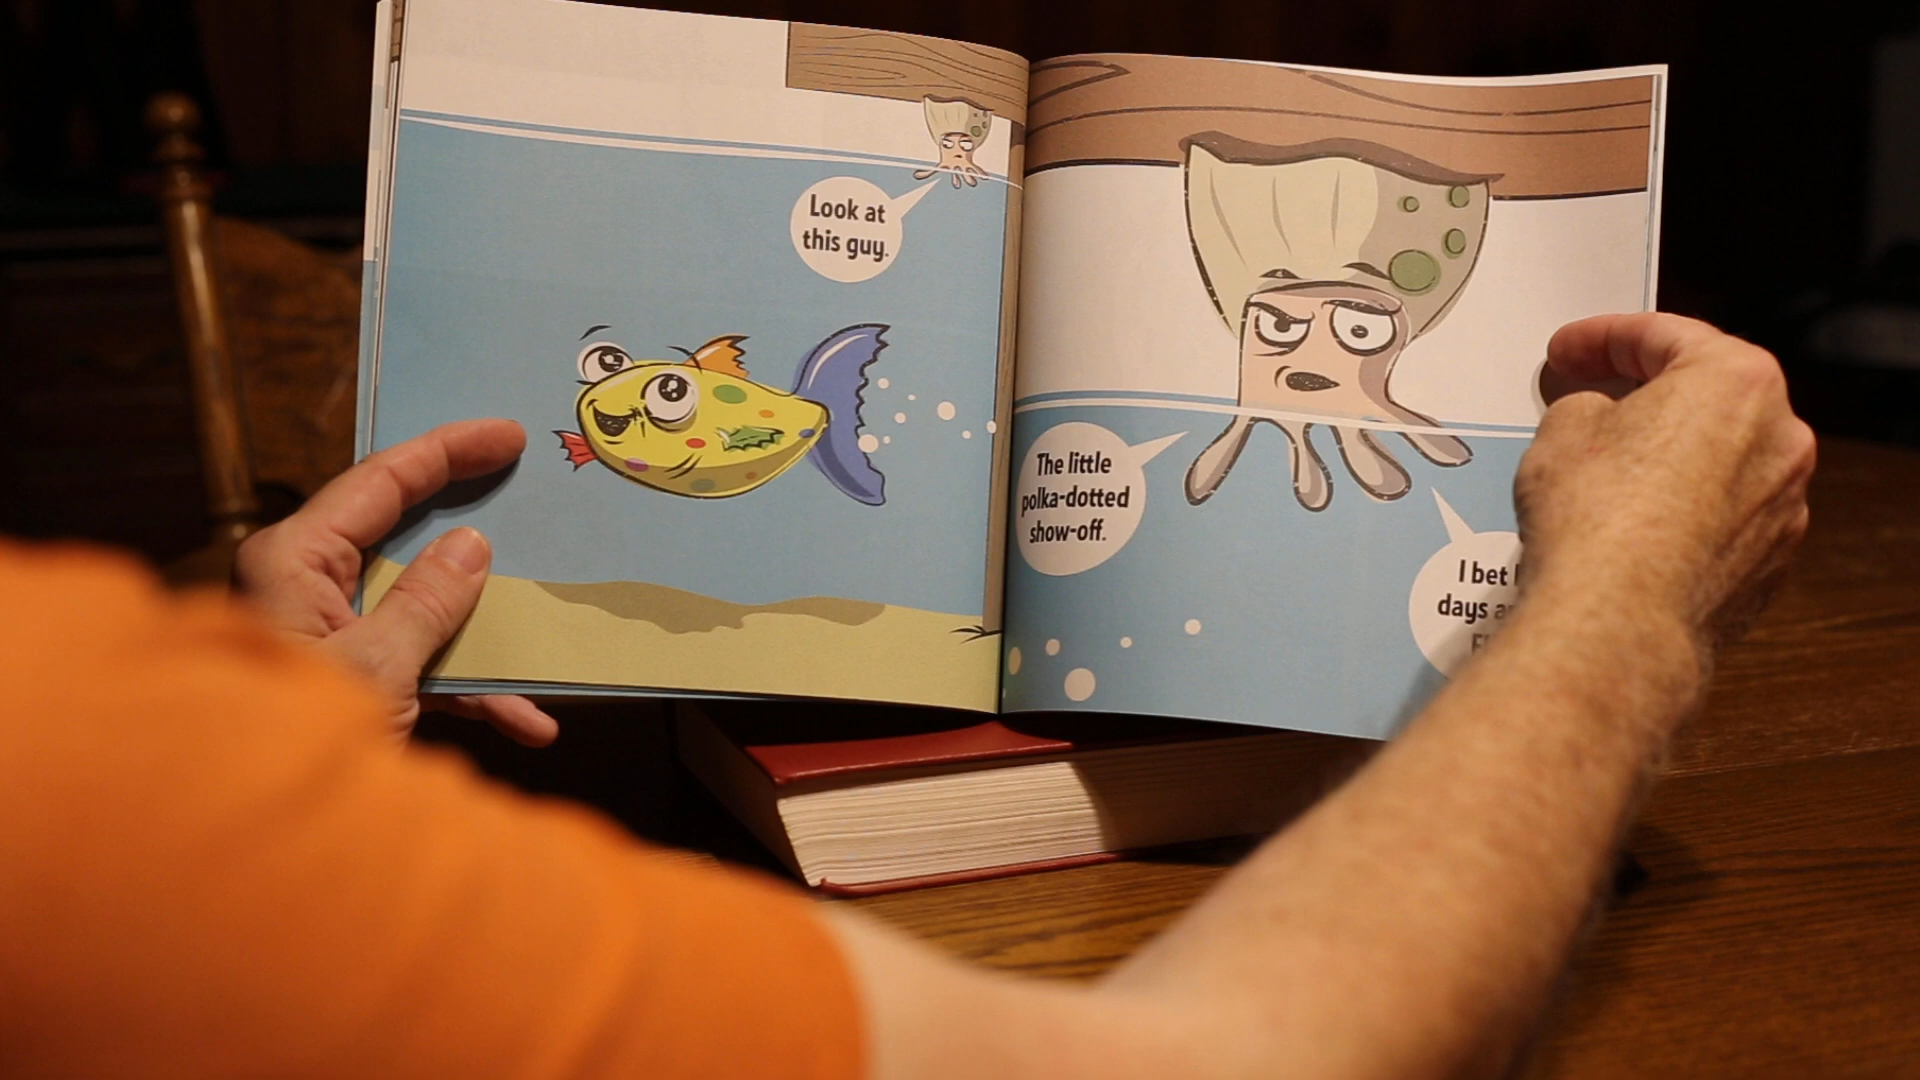 Look at
this guy.
The little
polka-dotted
show-off.
I bet
days